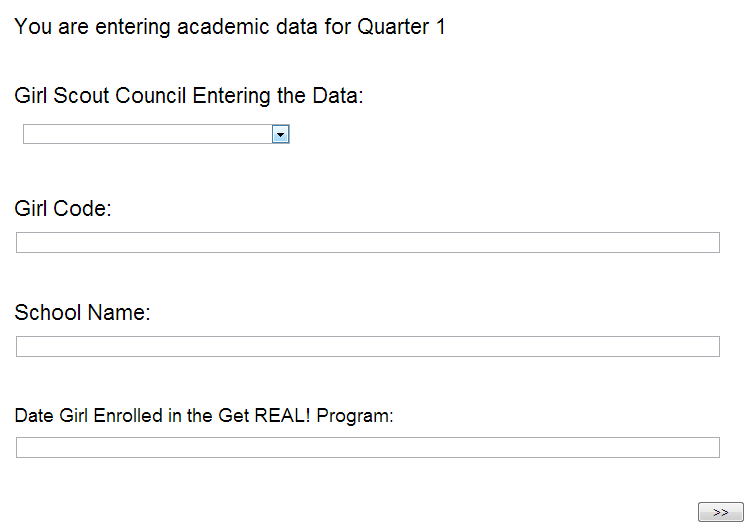 You are entering academic data for Quarter 1
Girl Scout Council Entering the Data:
Girl Code:
School Name:
Date Girl Enrolled in the Get REAL! Program:
>>